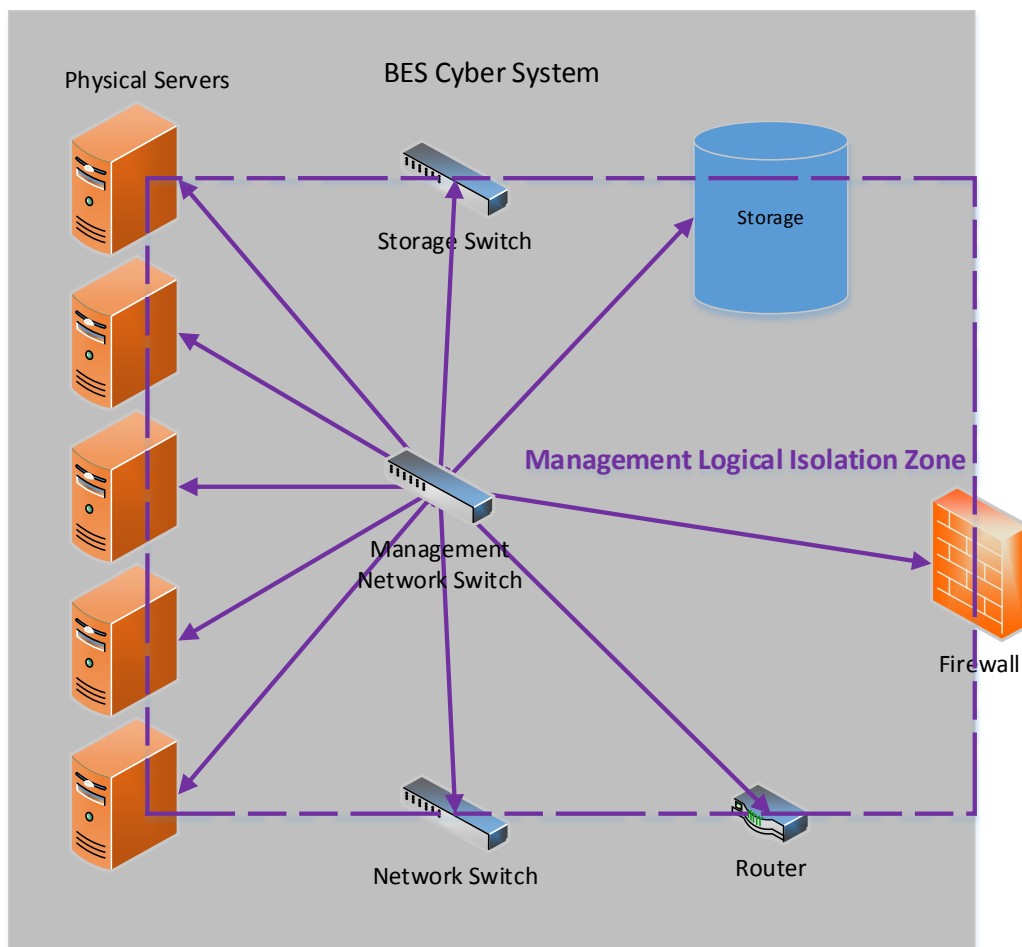 BES Cyber System
Physical Servers
Storage
Storage Switch
Management Logical Isolation Zone
Management
Network Switch
Firewall
Router
Network Switch